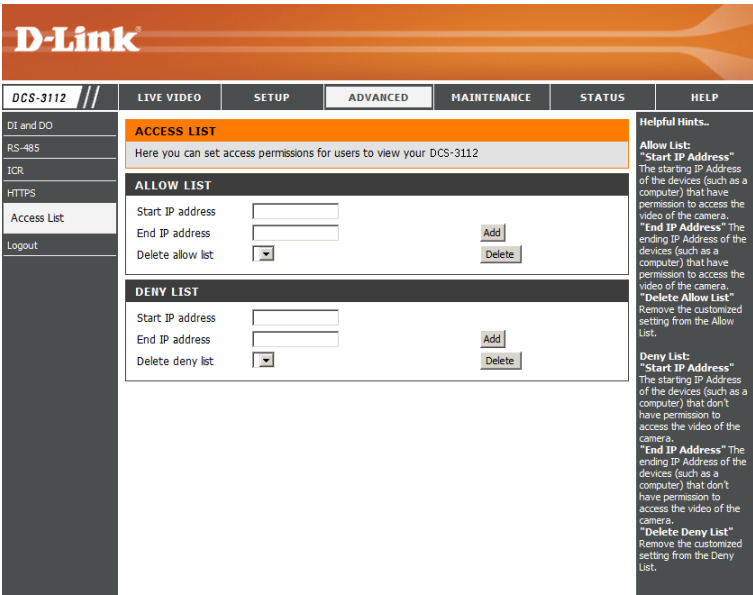 D-Link
DCS-3112
LIVE VIDEO
SETUP
ADVANCED
MAINTENANCE
STATUS
HELP
DI and DO
RS-485
ICR
HTTPS
Access List
Logout
ACCESS LIST
Here you can set access permissions for users to view your DCS-3112
ALLOW LIST
Start IP address
End IP address
Add
Delete allow list
Delete
DENY LIST
Start IP address
End IP address
Add
Delete deny list
Delete
Helpful Hints..
Allow List:
"Start IP Address"
The starting IP Address
of the devices (such as a
computer) that have
permission to access the
video of the camera.
"End IP Address" The
ending IP Address of the
devices (such as a
computer) that have
permission to access the
video of the camera.
"Delete Allow List"
Remove the customized
setting from the Allow
List.
Deny List:
"Start IP Address"
The starting IP Address
of the devices (such as a
computer) that don't
have permission to
access the video of the
camera.
"End IP Address" The
ending IP Address of the
devices (such as a
computer) that don't
have permission to
access the video of the
camera.
"Delete Deny List"
Remove the customized
setting from the Deny
List.